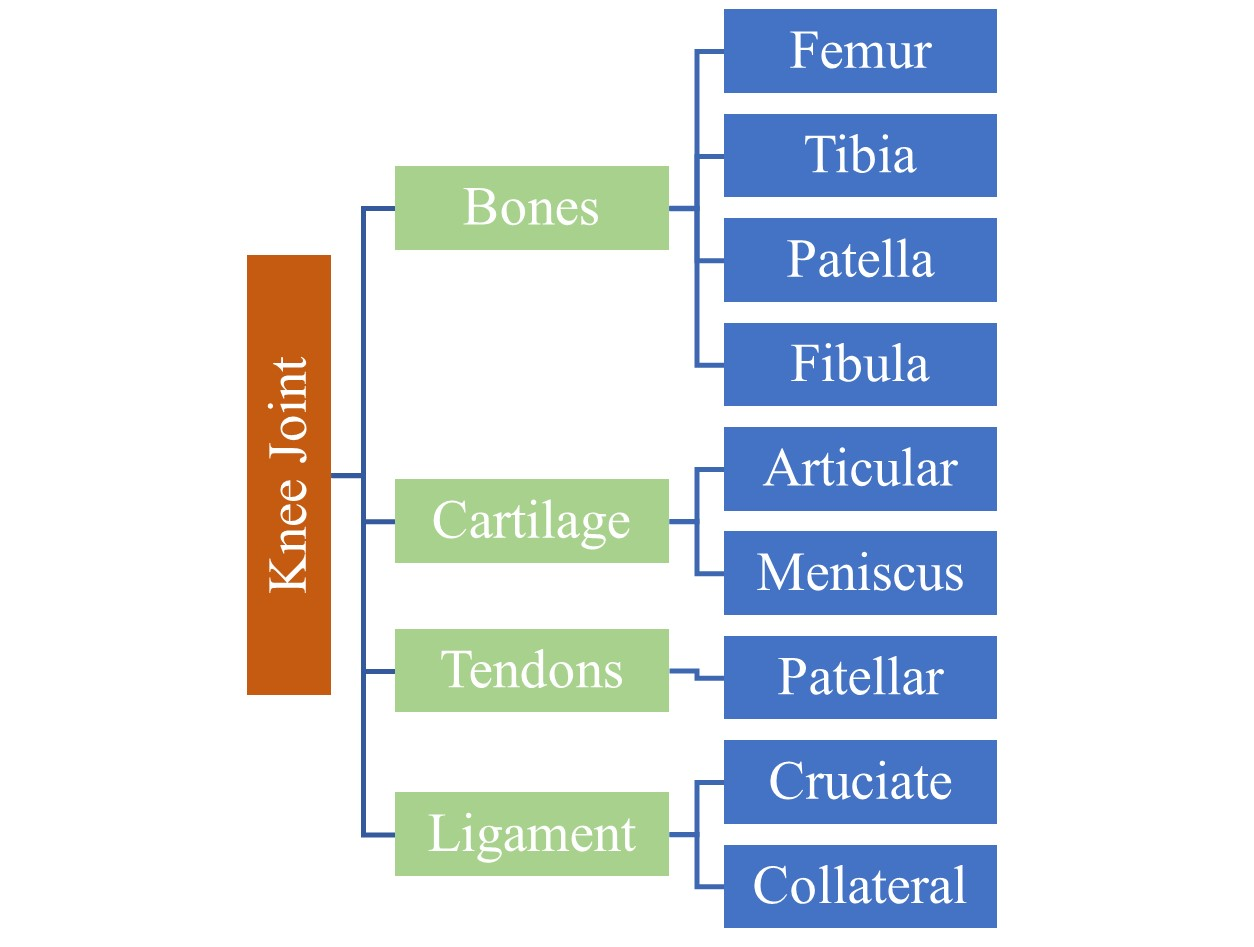 Knee Joint
Bones
Femur
Tibia
Patella
Fibula
Cartilage
Articular
Meniscus
Tendons
Patellar
Ligament
Cruciate
Collateral